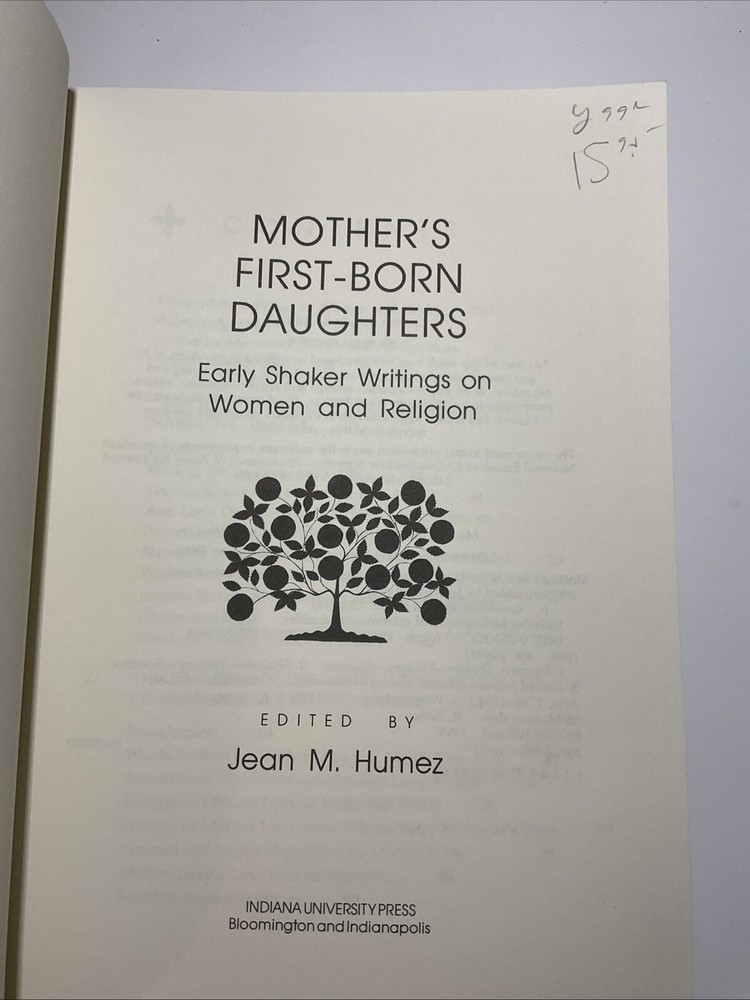 15
MOTHER'S
FIRST-BORN
DAUGHTERS
Early Shaker Writings on
Women and Religion
EDITED BY
Jean M. Humez
INDIANA UNIVERSITY PRESS
Bloomington and Indianapolis